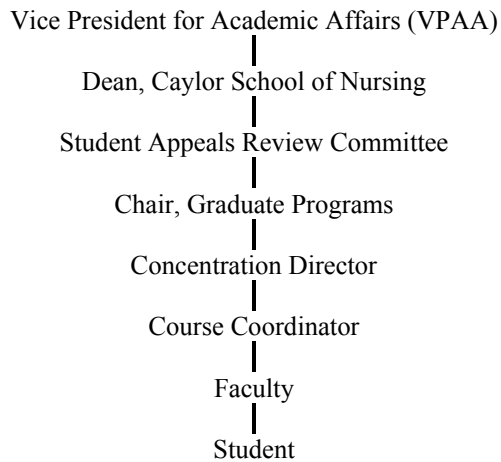 Vice President for Academic Affairs (VPAA)
Dean, Caylor School of Nursing
Student Appeals Review Committee
Chair, Graduate Programs
Concentration Director
Course Coordinator
Faculty
Student